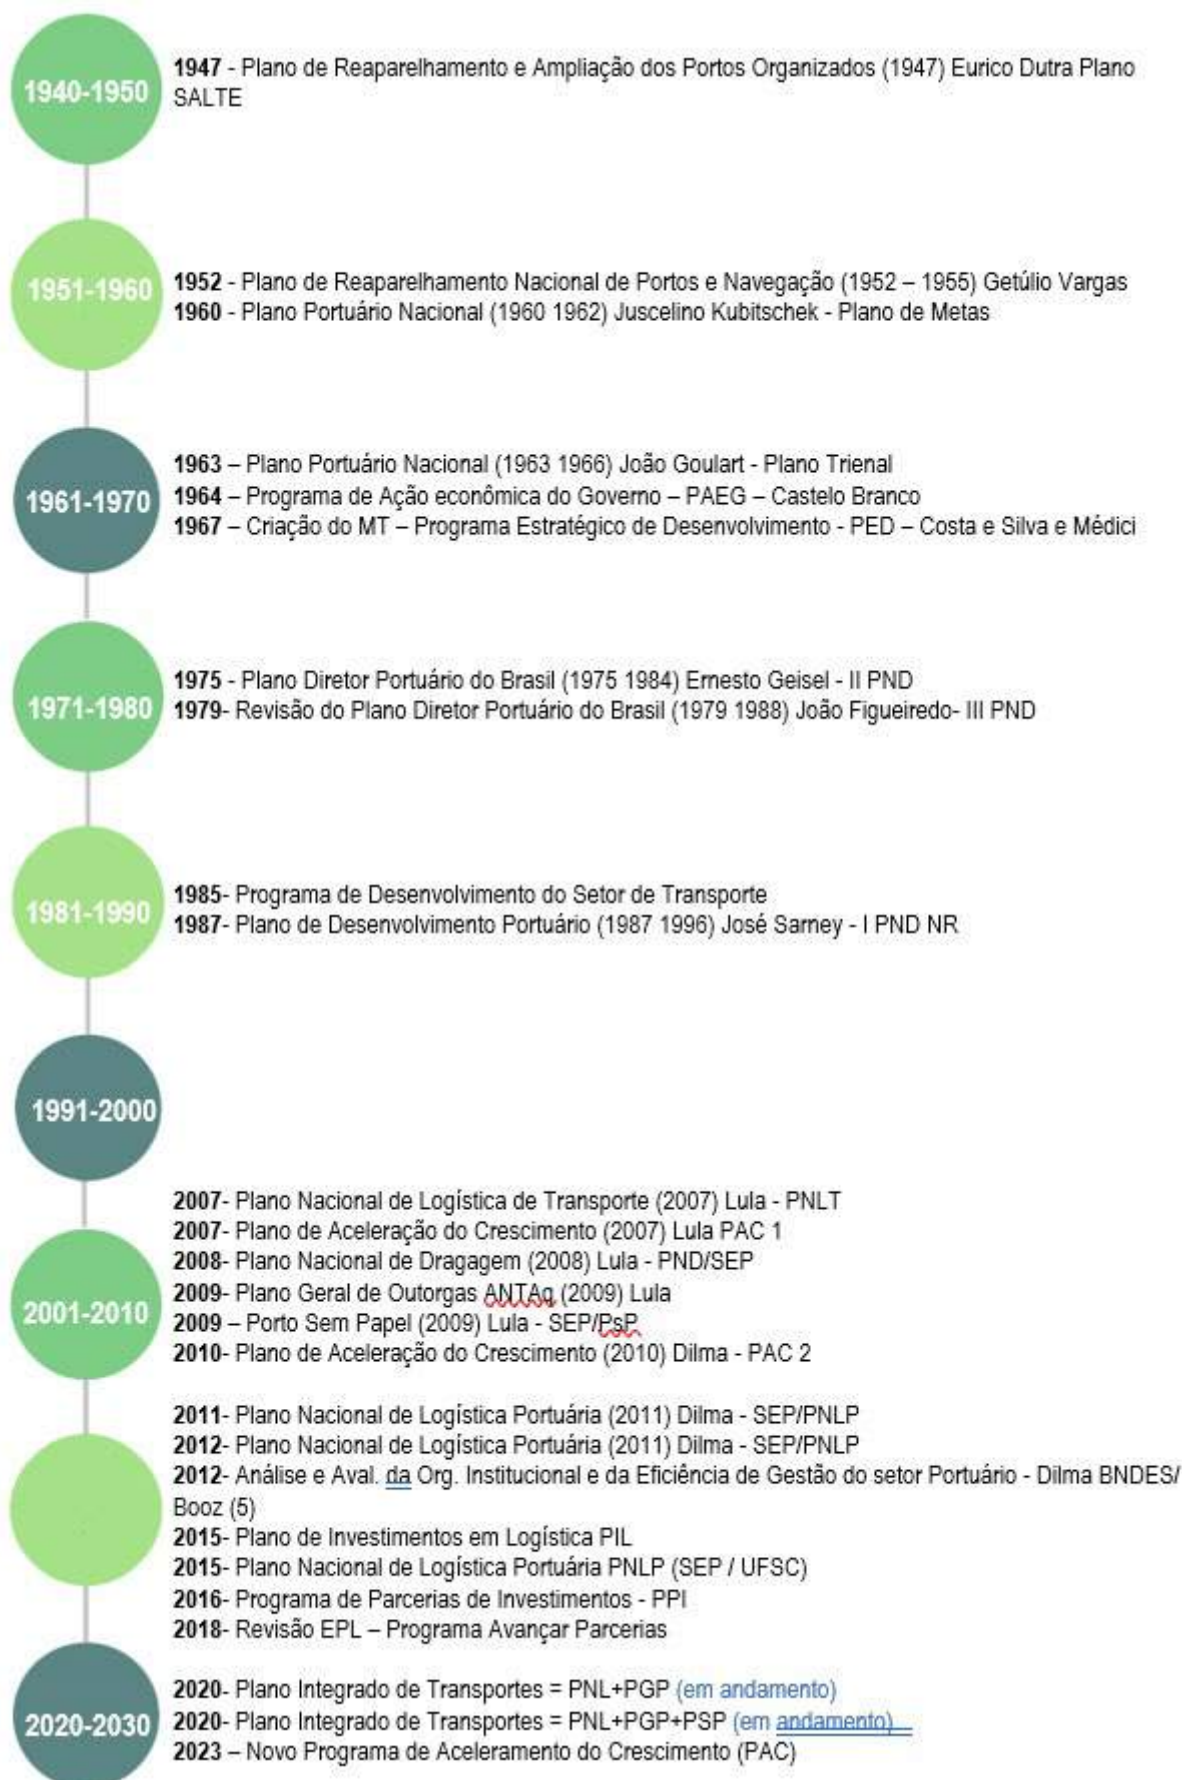 1940-1950
1947 - Plano de Reaparelhamento e Ampliação dos Portos Organizados (1947) Eurico Dutra Plano
SALTE
1951-1960
1952 - Plano de Reaparelhamento Nacional de Portos e Navegação (1952 – 1955) Getúlio Vargas
1960 - Plano Portuário Nacional (1960 1962) Juscelino Kubitschek - Plano de Metas
1961-1970
1963 – Plano Portuário Nacional (1963 1966) João Goulart - Plano Trienal
1964 – Programa de Ação econômica do Governo – PAEG – Castelo Branco
1967 – Criação do MT – Programa Estratégico de Desenvolvimento - PED – Costa e Silva e Médici
1971-1980
1975 - Plano Diretor Portuário do Brasil (1975 1984) Ernesto Geisel - II PND
1979- Revisão do Plano Diretor Portuário do Brasil (1979 1988) João Figueiredo- III PND
1981-1990
1985- Programa de Desenvolvimento do Setor de Transporte
1987- Plano de Desenvolvimento Portuário (1987 1996) José Sarney - I PND NR
1991-2000
2001-2010
2007- Plano Nacional de Logística de Transporte (2007) Lula - PNLT
2007- Plano de Aceleração do Crescimento (2007) Lula PAC 1
2008- Plano Nacional de Dragagem (2008) Lula - PND/SEP
2009- Plano Geral de Outorgas ANTAq (2009) Lula
2009 – Porto Sem Papel (2009) Lula - SEP/PsP
2010- Plano de Aceleração do Crescimento (2010) Dilma - PAC 2
2011- Plano Nacional de Logística Portuária (2011) Dilma - SEP/PNLP
2012- Plano Nacional de Logística Portuária (2011) Dilma - SEP/PNLP
2012- Análise e Aval. da Org. Institucional e da Eficiência de Gestão do setor Portuário - Dilma BNDES/
Booz (5)
2015- Plano de Investimentos em Logística PIL
2015- Plano Nacional de Logística Portuária PNLP (SEP / UFSC)
2016- Programa de Parcerias de Investimentos - PPI
2018- Revisão EPL – Programa Avançar Parcerias
2020-2030
2020- Plano Integrado de Transportes = PNL+PGP (em andamento)
2020- Plano Integrado de Transportes = PNL+PGP+PSP (em andamento)
2023 – Novo Programa de Aceleramento do Crescimento (PAC)